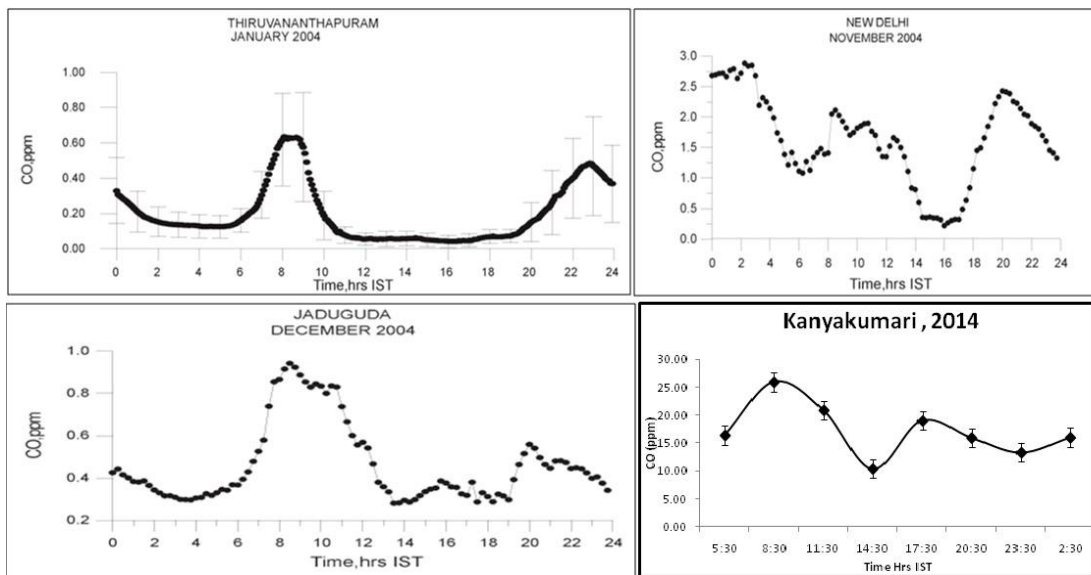 THIRUVANANTHAPURAM
JANUARY 2004
CO,ppm
1.00
0.80
0.60
0.40
0.20
0.00
0 2 4 6 8 10 12 14 16 18 20 22 24
Time,hrs IST
NEW DELHI
NOVEMBER 2004
CO,ppm
3.0
2.5
2.0
1.5
1.0
0.5
0.0
0 2 4 6 8 10 12 14 16 18 20 22 24
Time,hrs IST
JADUGUDA
DECEMBER 2004
CO,ppm
1.0
0.8
0.6
0.4
0.2
0 2 4 6 8 10 12 14 16 18 20 22 24
Time,hrs IST
Kanyakumari , 2014
CO (ppm)
30.00
25.00
20.00
15.00
10.00
5.00
0.00
5:30 8:30 11:30 14:30 17:30 20:30 23:30 2:30
Time Hrs IST